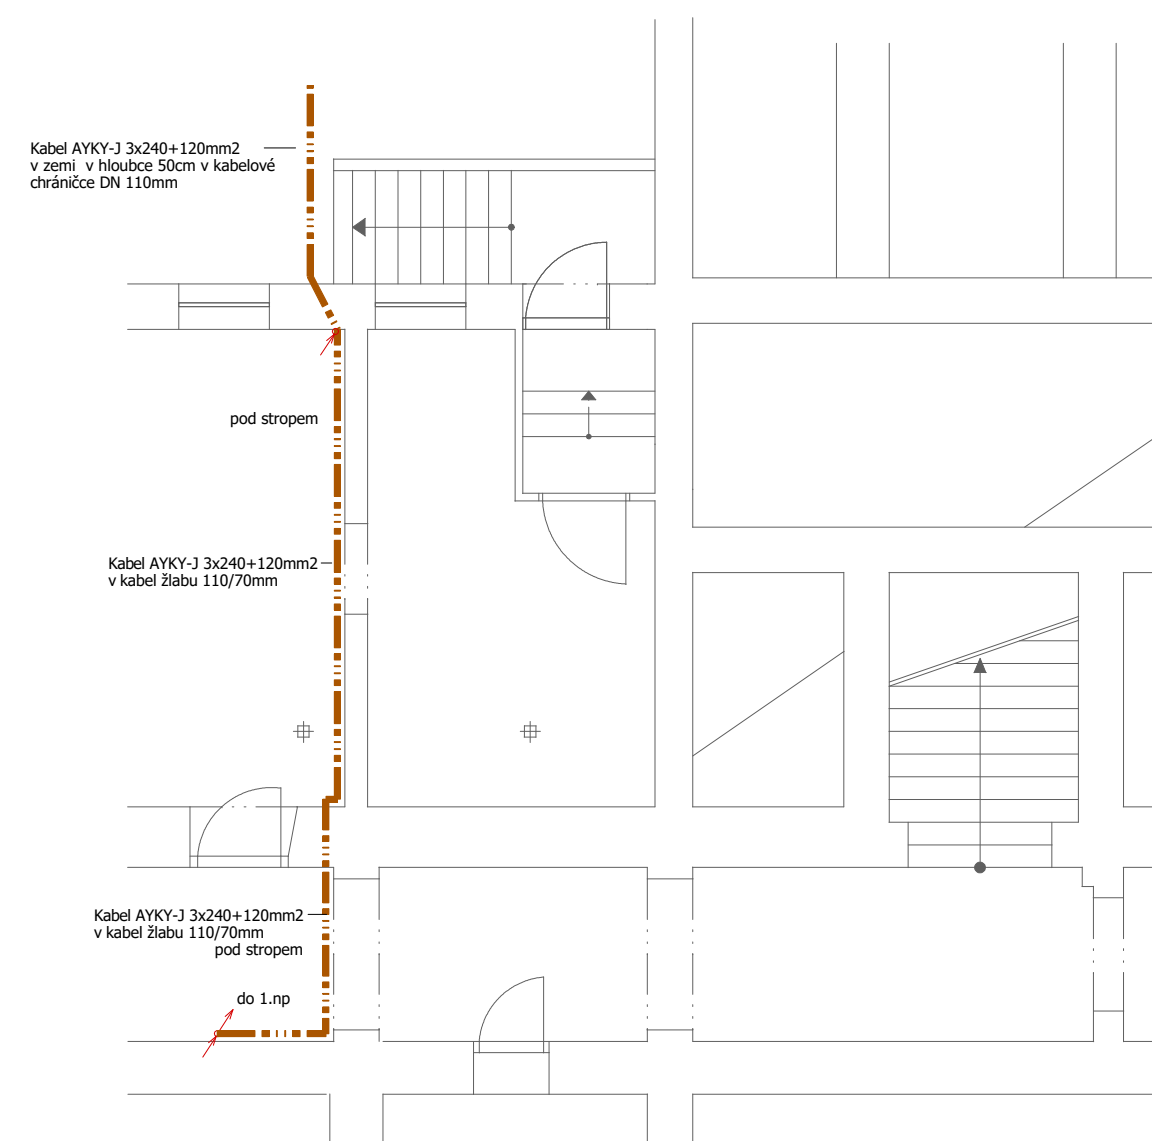 Kabel AYKY-J 3x240+120mm2
v zemi  v hloubce 50cm v kabelové
chráničce DN 110mm
pod stropem
Kabel AYKY-J 3x240+120mm2
v kabel žlabu 110/70mm
Kabel AYKY-J 3x240+120mm2
v kabel žlabu 110/70mm
pod stropem
do 1.np